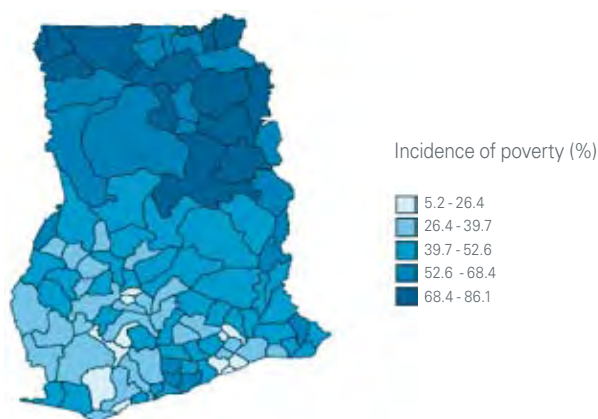 Incidence of poverty (%)
5.2 - 26.4
26.4 - 39.7
39.7 - 52.6
52.6 - 68.4
68.4 - 86.1